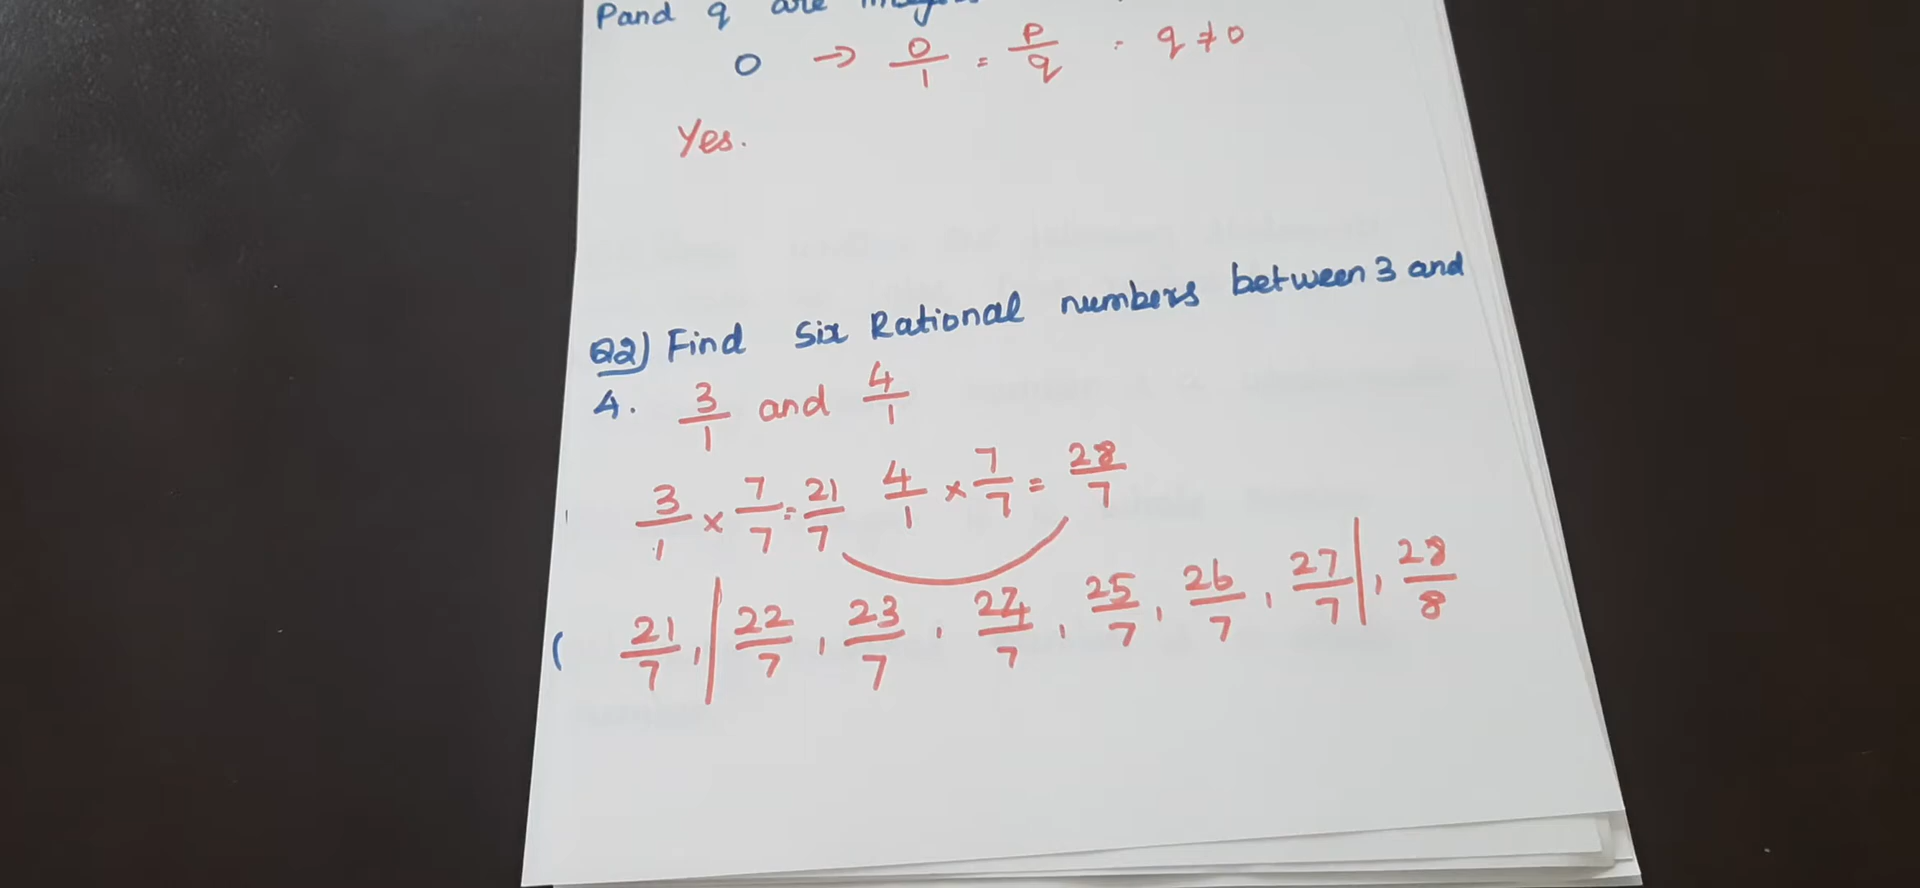 Pand q are
0 → 0/1 = P/q . q ≠ 0
Yes.
Q2) Find Six Rational numbers between 3 and
4. 3/1 and 4/1
3/1 × 7/7 = 21/7 4/1 × 7/7 = 28/7
( 21/7, | 22/7, 23/7, 24/7, 25/7, 26/7, 27/7 |, 28/8